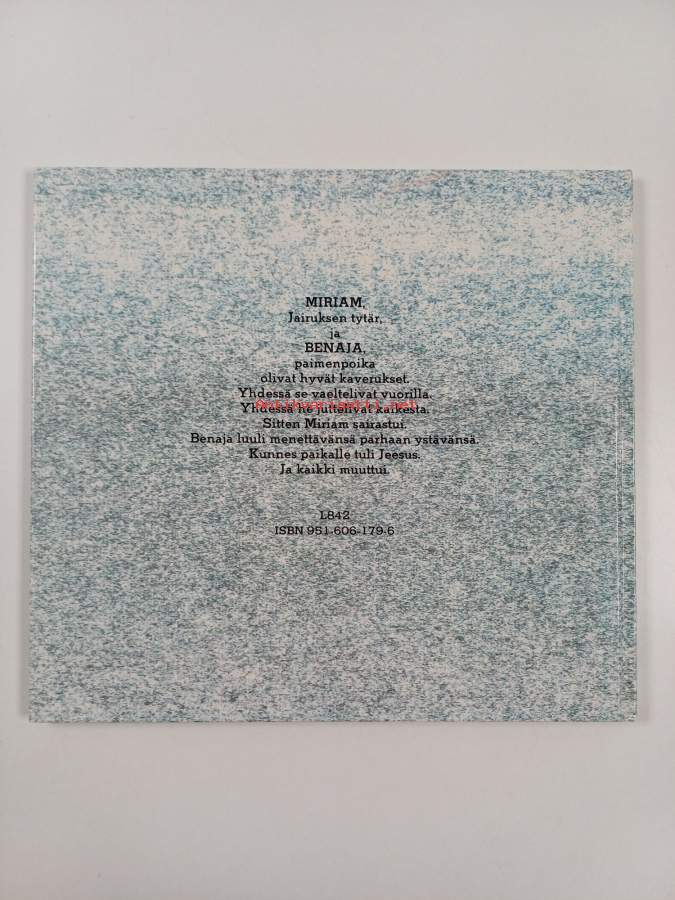 MIRIAM,
Jairuksen tytär,
ja
BENAJA,
paimenpoika
olivat hyvät kaverukset.
Yhdessä se vaeltelivat vuorilla.
Yhdessä he juttelivat kaikesta.
antikvariaatti.net
Sitten Miriam sairastui.
Benaja luuli menettävänsä parhaan ystävänsä.
Kunnes paikalle tuli Jeesus.
Ja kaikki muuttui.
L842
ISBN 951-606-179-6